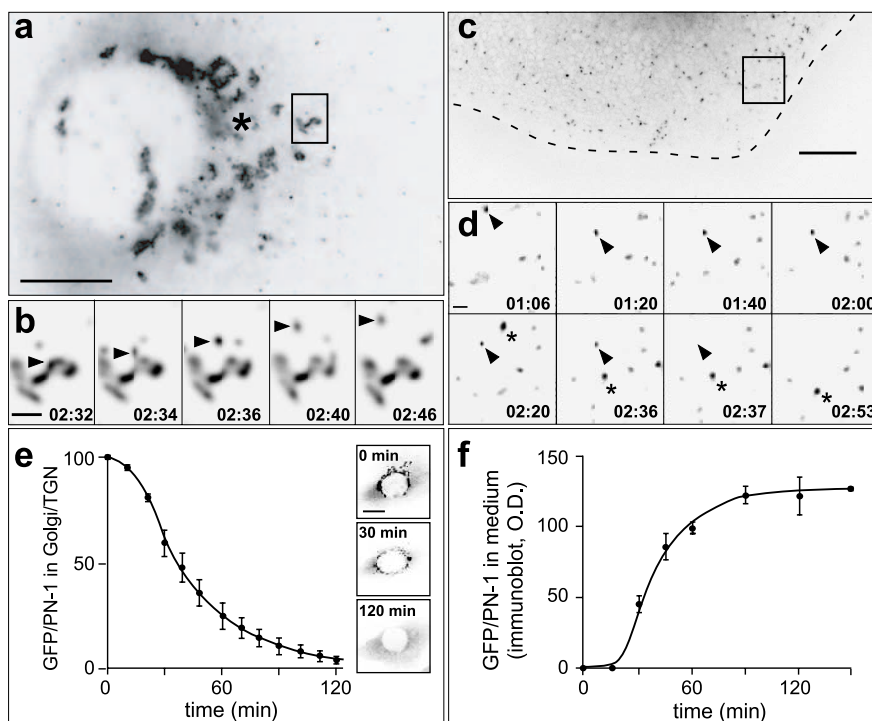 a
*
c
b
02:32 02:34 02:36 02:40 02:46
d
01:06 01:20 01:40 02:00
* * * *
02:20 02:36 02:37 02:53
e
GFP/PN-1 in Golgi/TGN
100
50
0
0 60 120
time (min)
0 min
30 min
120 min
f
GFP/PN-1 in medium
(immunoblot, O.D.)
150
100
50
0
0 60 120
time (min)